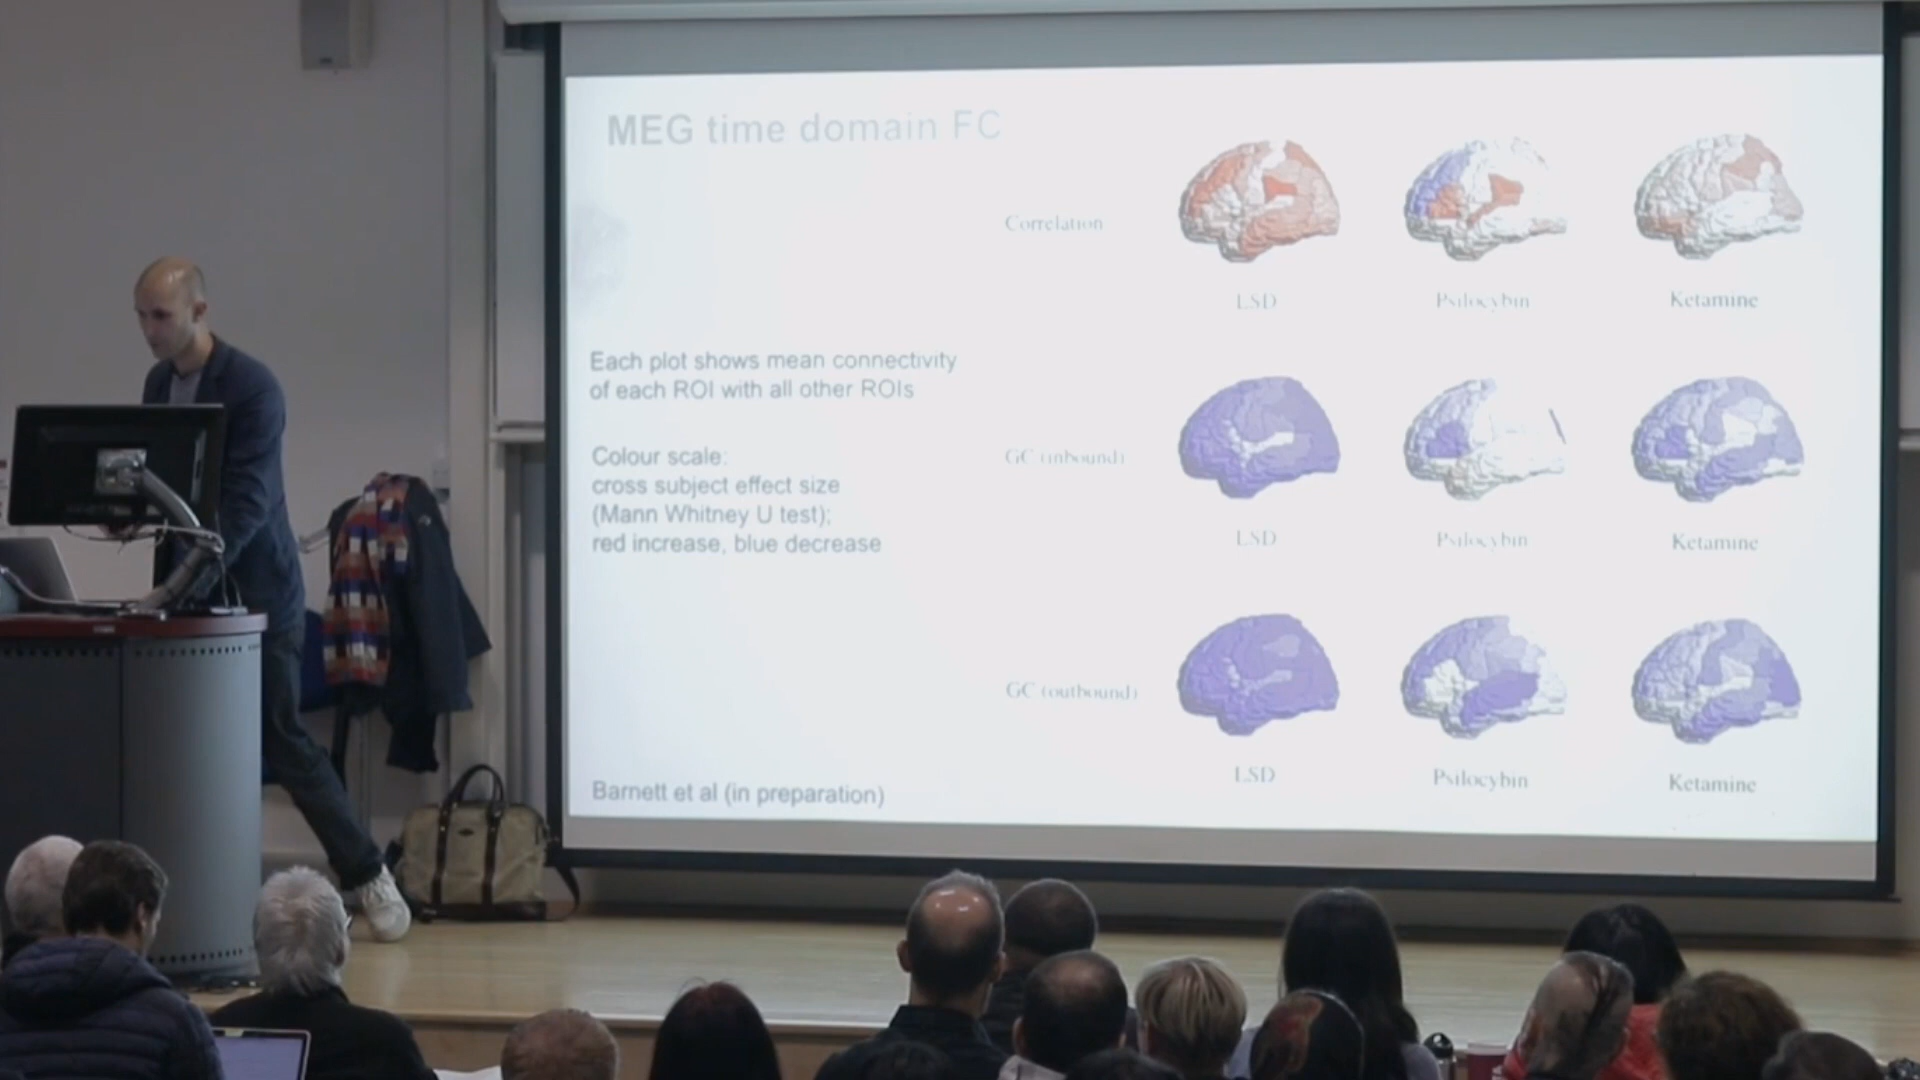 MEG time domain FC
Correlation
LSD
Psilocybin
Ketamine
Each plot shows mean connectivity
of each ROI with all other ROIs
Colour scale:
cross subject effect size
(Mann Whitney U test);
red increase, blue decrease
GC (inbound)
LSD
Psilocybin
Ketamine
GC (outbound)
LSD
Psilocybin
Ketamine
Barnett et al (in preparation)